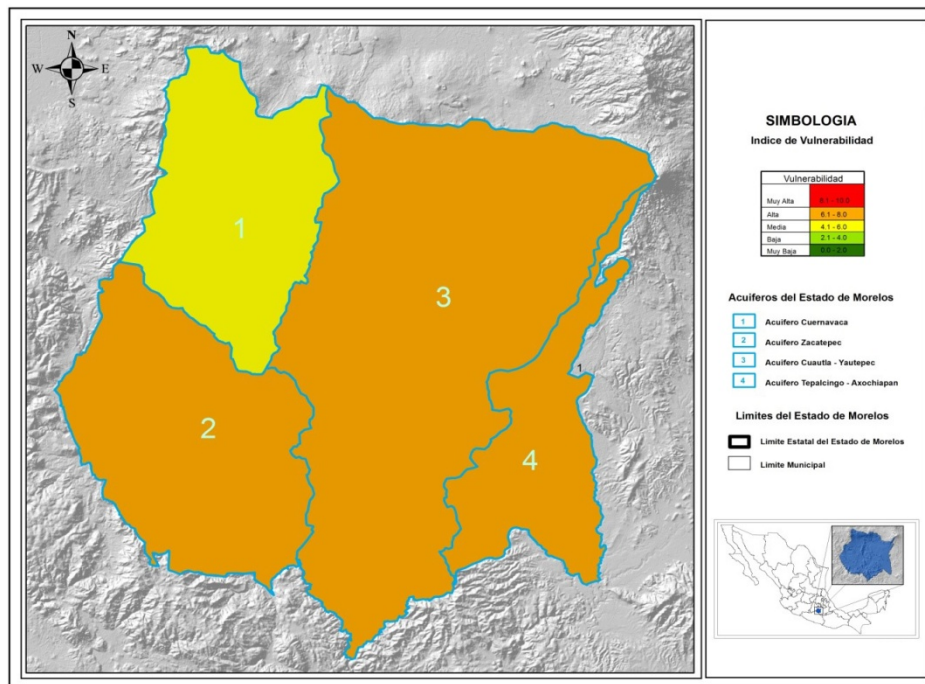 N
W E
S
1
2
3
4
1
SIMBOLOGIA
Indice de Vulnerabilidad
Vulnerabilidad
Muy Alta 8.1 - 10.0
Alta 6.1 - 8.0
Media 4.1 - 6.0
Baja 2.1 - 4.0
Muy Baja 0.0 - 2.0
Acuiferos del Estado de Morelos
1 Acuifero Cuernavaca
2 Acuifero Zacatepec
3 Acuifero Cuautla - Yautepec
4 Acuifero Tepalcingo - Axochiapan
Limites del Estado de Morelos
Limite Estatal del Estado de Morelos
Limite Municipal